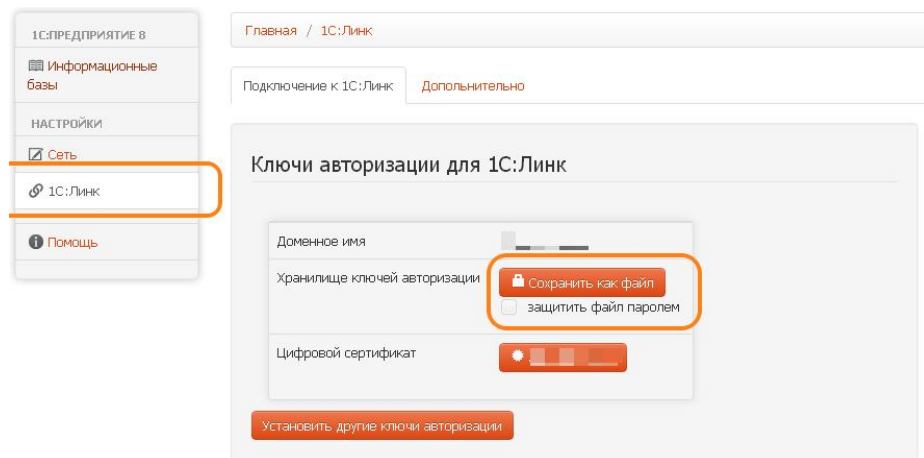 1С:ПРЕДПРИЯТИЕ 8
Информационные
базы
НАСТРОЙКИ
Сеть
1С:Линк
Помощь
Главная / 1С:Линк
Подключение к 1С:Линк
Допольнительно
Ключи авторизации для 1С:Линк
Доменное имя
Хранилище ключей авторизации
Сохранить как файл
защитить файл паролем
Цифровой сертификат
Установить другие ключи авторизации